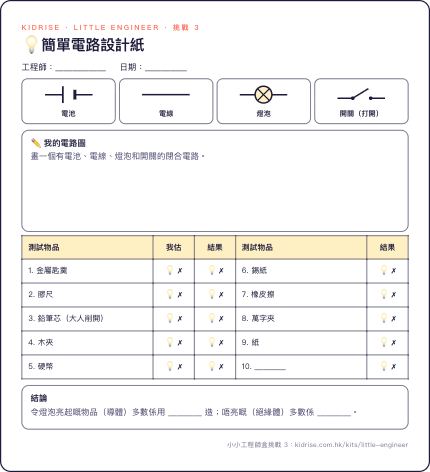 KIDRISE · LITTLE ENGINEER · 挑戰 3
💡簡單電路設計紙
工程師：__________ 日期：________
電池 電線 燈泡 開關（打開）
✏️ 我的電路圖
畫一個有電池、電線、燈泡和開關的閉合電路。
測試物品 我估 結果 測試物品 結果
1. 金屬匙羹 💡 ✗ 💡 ✗ 6. 錫紙 💡 ✗
2. 膠尺 💡 ✗ 💡 ✗ 7. 橡皮擦 💡 ✗
3. 鉛筆芯（大人削開） 💡 ✗ 💡 ✗ 8. 萬字夾 💡 ✗
4. 木夾 💡 ✗ 💡 ✗ 9. 紙 💡 ✗
5. 硬幣 💡 ✗ 💡 ✗ 10. ________ 💡 ✗
結論
令燈泡亮起嘅物品（導體）多數係用 ________ 造；唔亮嘅（絕緣體）多數係 ________。
小小工程師盒挑戰 3：kidrise.com.hk/kits/little-engineer